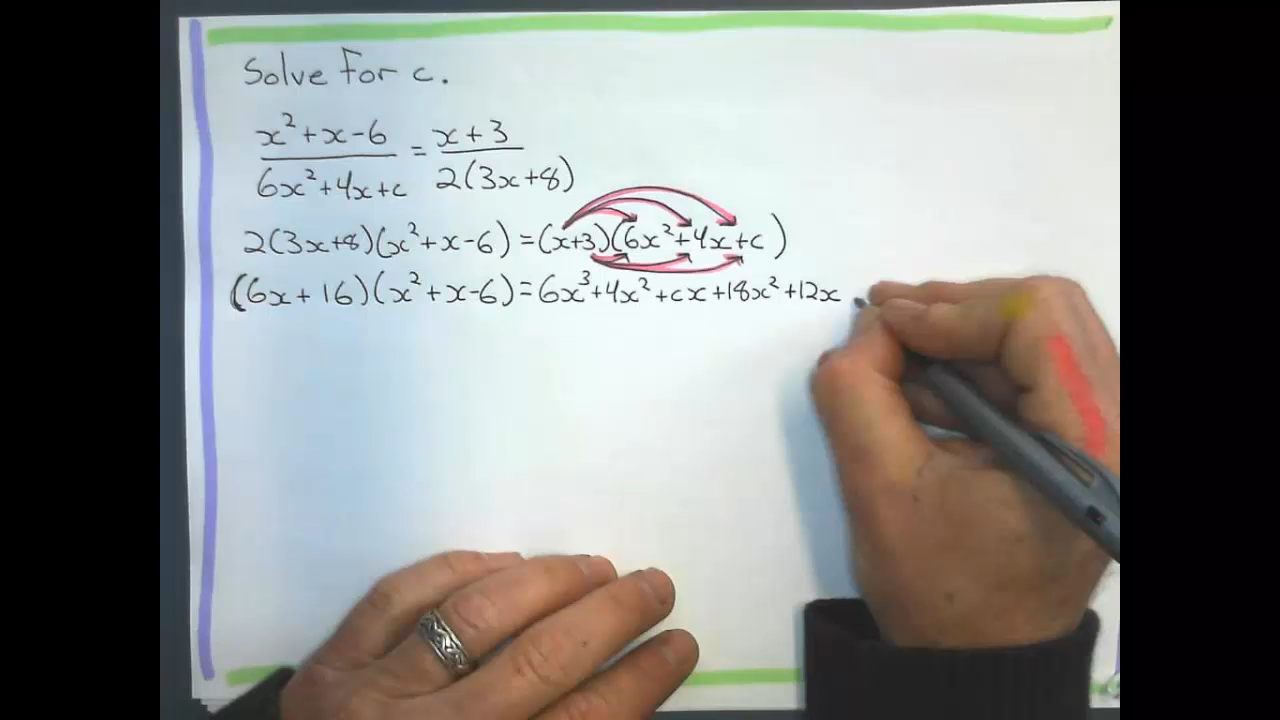 Solve for c.
x²+x-6 / 6x²+4x+c = x+3 / 2(3x+8)
2(3x+8)(x²+x-6)=(x+3)(6x²+4x+c)
(6x+16)(x²+x-6)=6x³+4x²+cx+18x²+12x